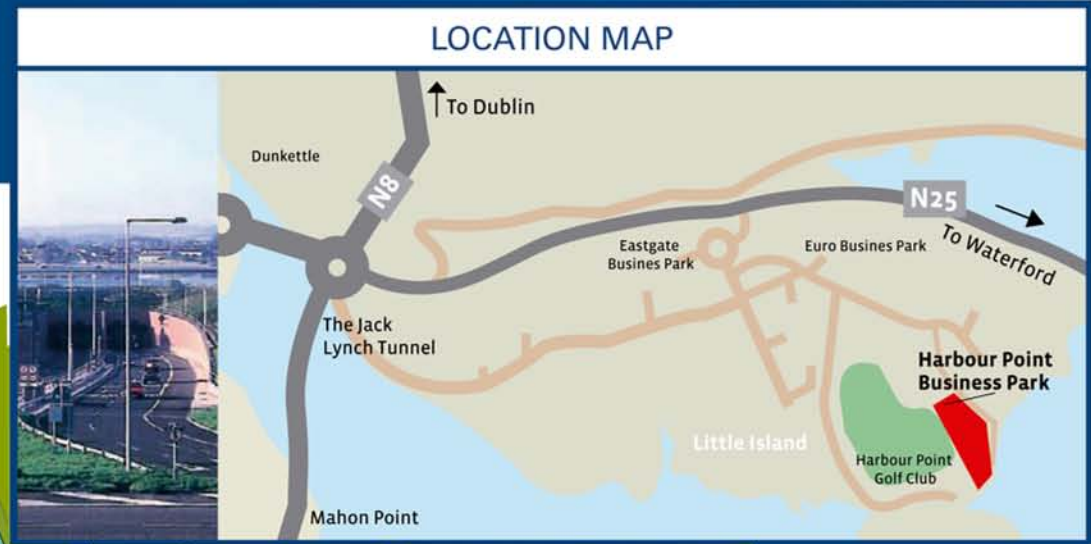 LOCATION MAP
To Dublin
Dunkettle
N8
N25
To Waterford
Eastgate
Busines Park
Euro Busines Park
The Jack
Lynch Tunnel
Harbour Point
Business Park
Little Island
Harbour Point
Golf Club
Mahon Point